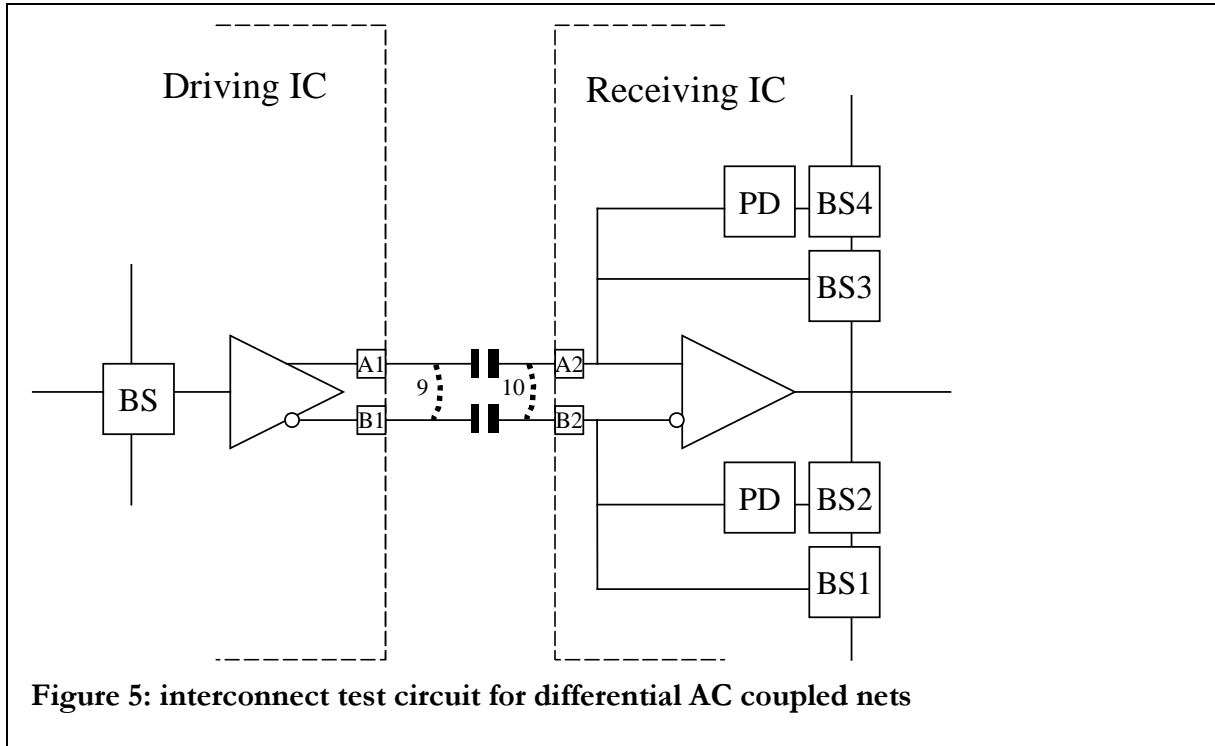 Driving IC
Receiving IC
PD
BS4
BS3
A1
A2
9
10
BS
B1
B2
PD
BS2
BS1
Figure 5: interconnect test circuit for differential AC coupled nets